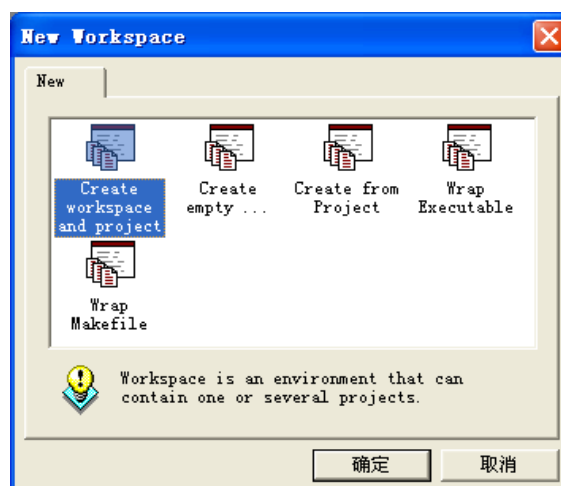 New Workspace
New
Create
workspace
and project
Create
empty ...
Create from
Project
Wrap
Executable
Wrap
Makefile
Workspace is an environment that can
contain one or several projects.
确定
取消